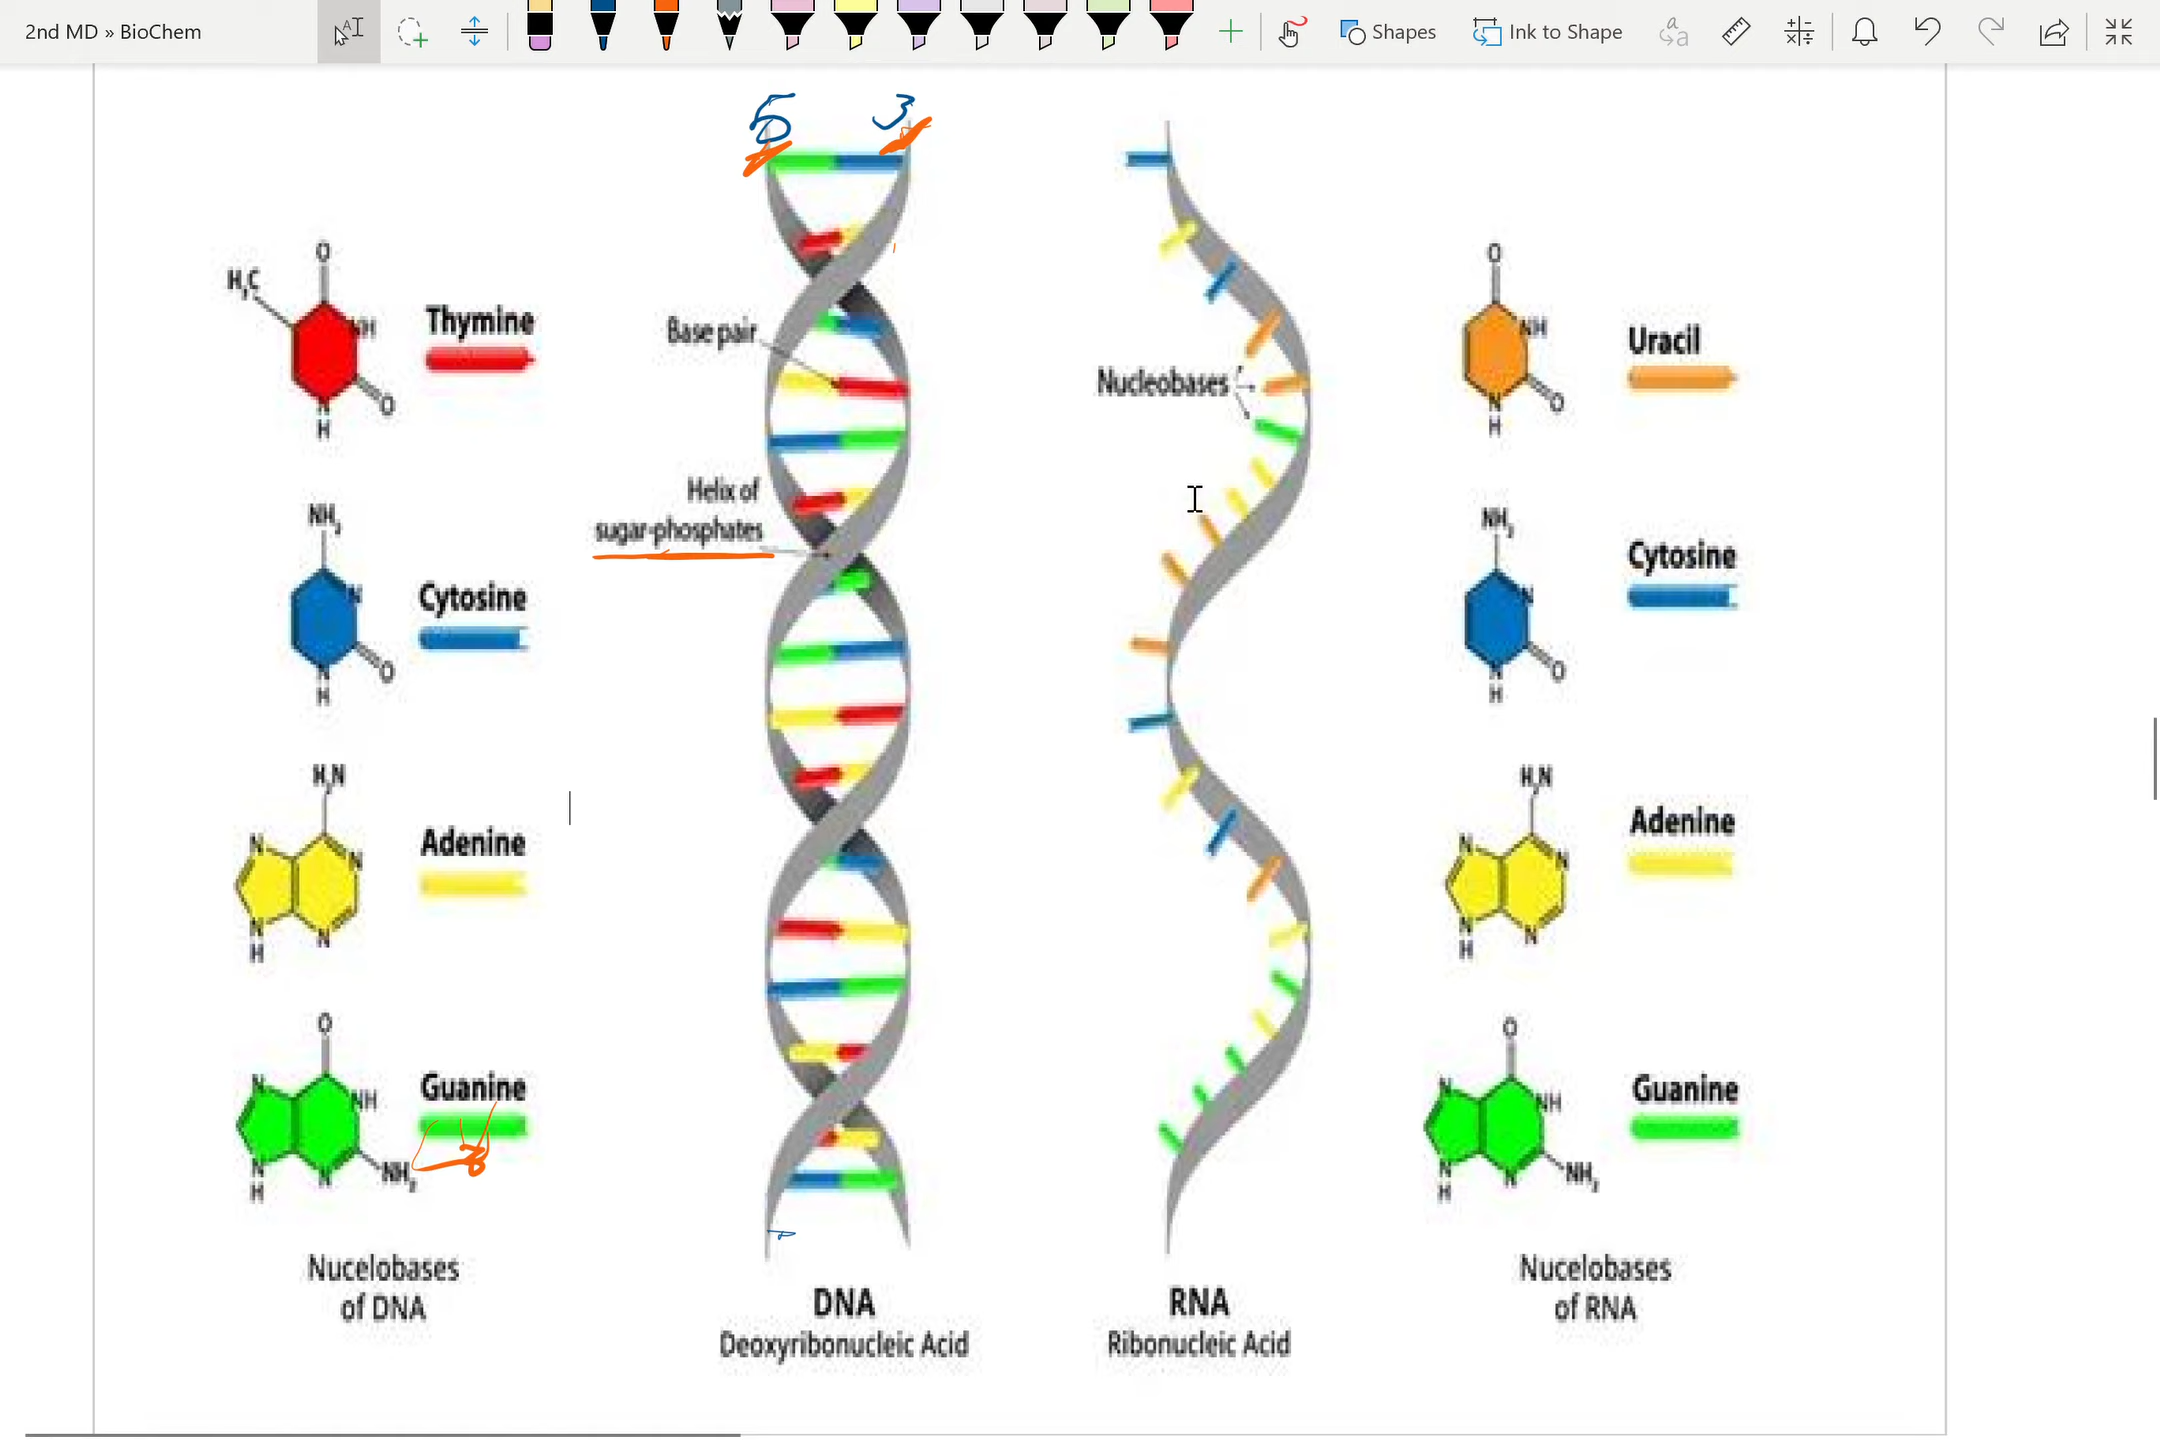 2nd MD » BioChem
Shapes
Ink to Shape
5 3
O
H₃C
NH
Thymine
O
N
H
Base pair
Helix of
sugar-phosphates
NH₂
N
Cytosine
O
N
H
H₂N
N
N
Adenine
N
H
N
O
N
NH
Guanine
N
H
N
NH₂
Nucelobases
of DNA
DNA
Deoxyribonucleic Acid
Nucleobases
RNA
Ribonucleic Acid
O
NH
Uracil
O
N
H
NH₂
N
Cytosine
O
N
H
H₂N
N
N
Adenine
N
H
N
O
N
NH
Guanine
N
H
N
NH₂
Nucelobases
of RNA